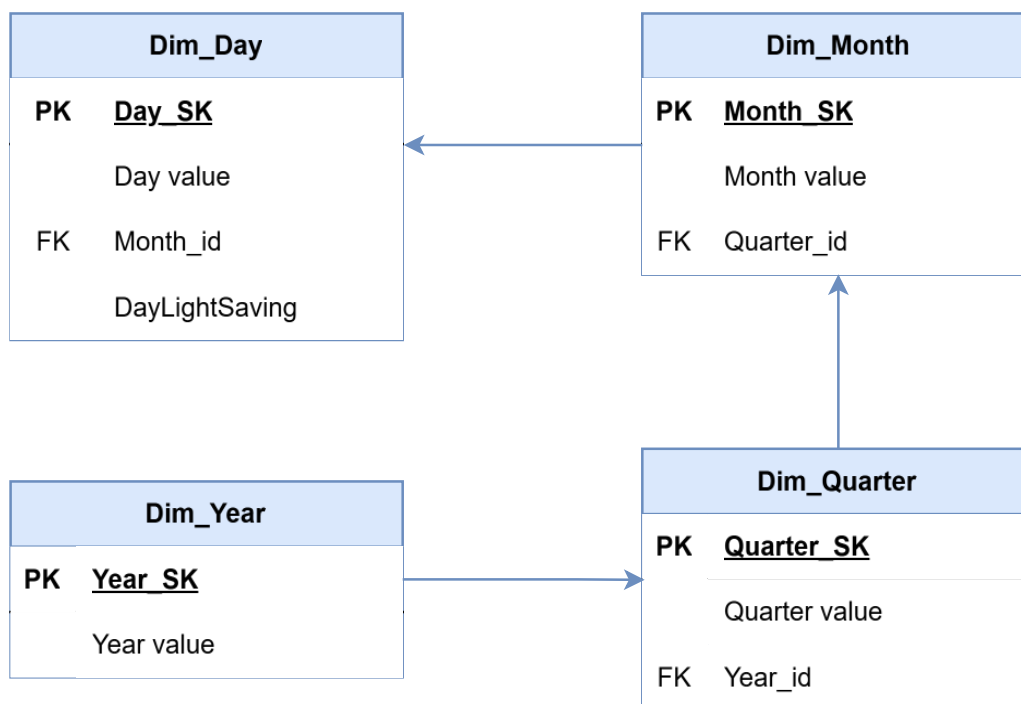 Dim_Day
PK Day_SK
Day value
FK Month_id
DayLightSaving
Dim_Month
PK Month_SK
Month value
FK Quarter_id
Dim_Year
PK Year_SK
Year value
Dim_Quarter
PK Quarter_SK
Quarter value
FK Year_id